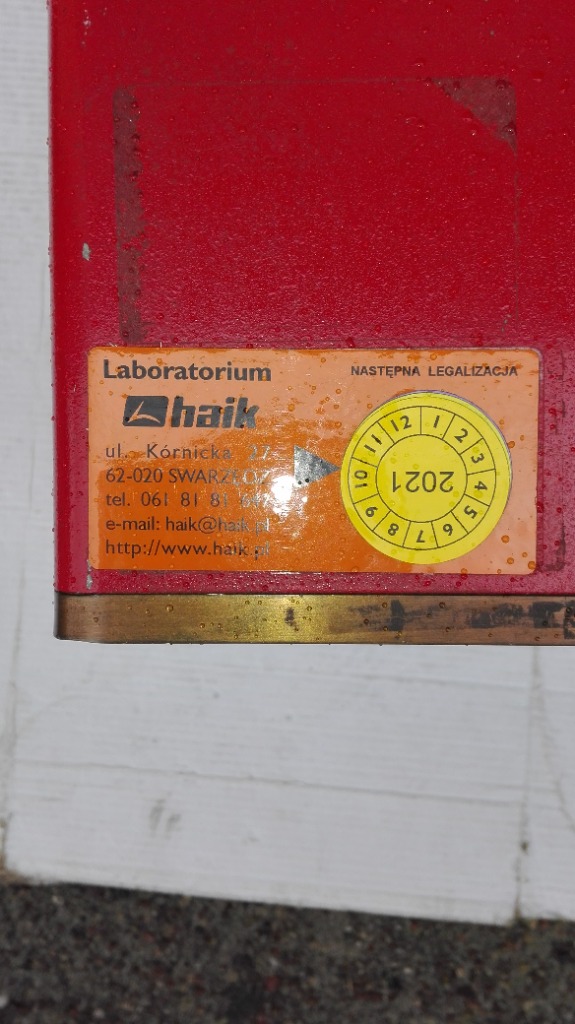 Laboratorium
haik
ul. Kórnicka 27
62-020 SWARZĘDZ
tel. 061 81 81
e-mail: haik@haik.pl
http://www.haik.pl
NASTĘPNA LEGALIZACJA
1 2 3 4 5 6 7 8 9 10 11 12
2021